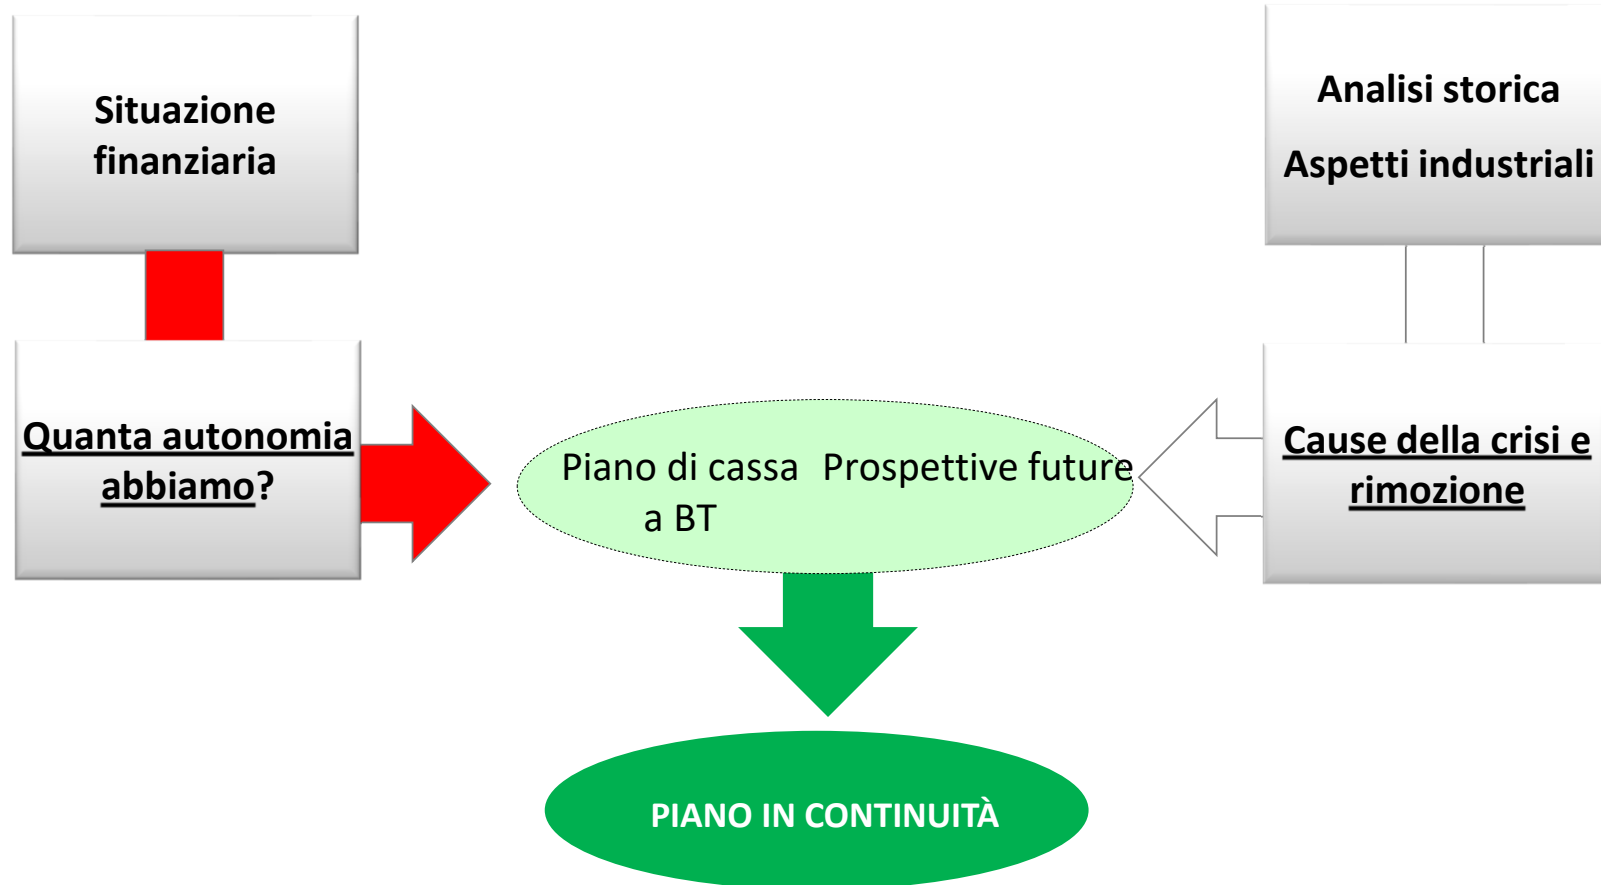 Situazione
finanziaria
Analisi storica
Aspetti industriali
Quanta autonomia
abbiamo?
Piano di cassa
a BT
Prospettive future
Cause della crisi e
rimozione
PIANO IN CONTINUITÀ